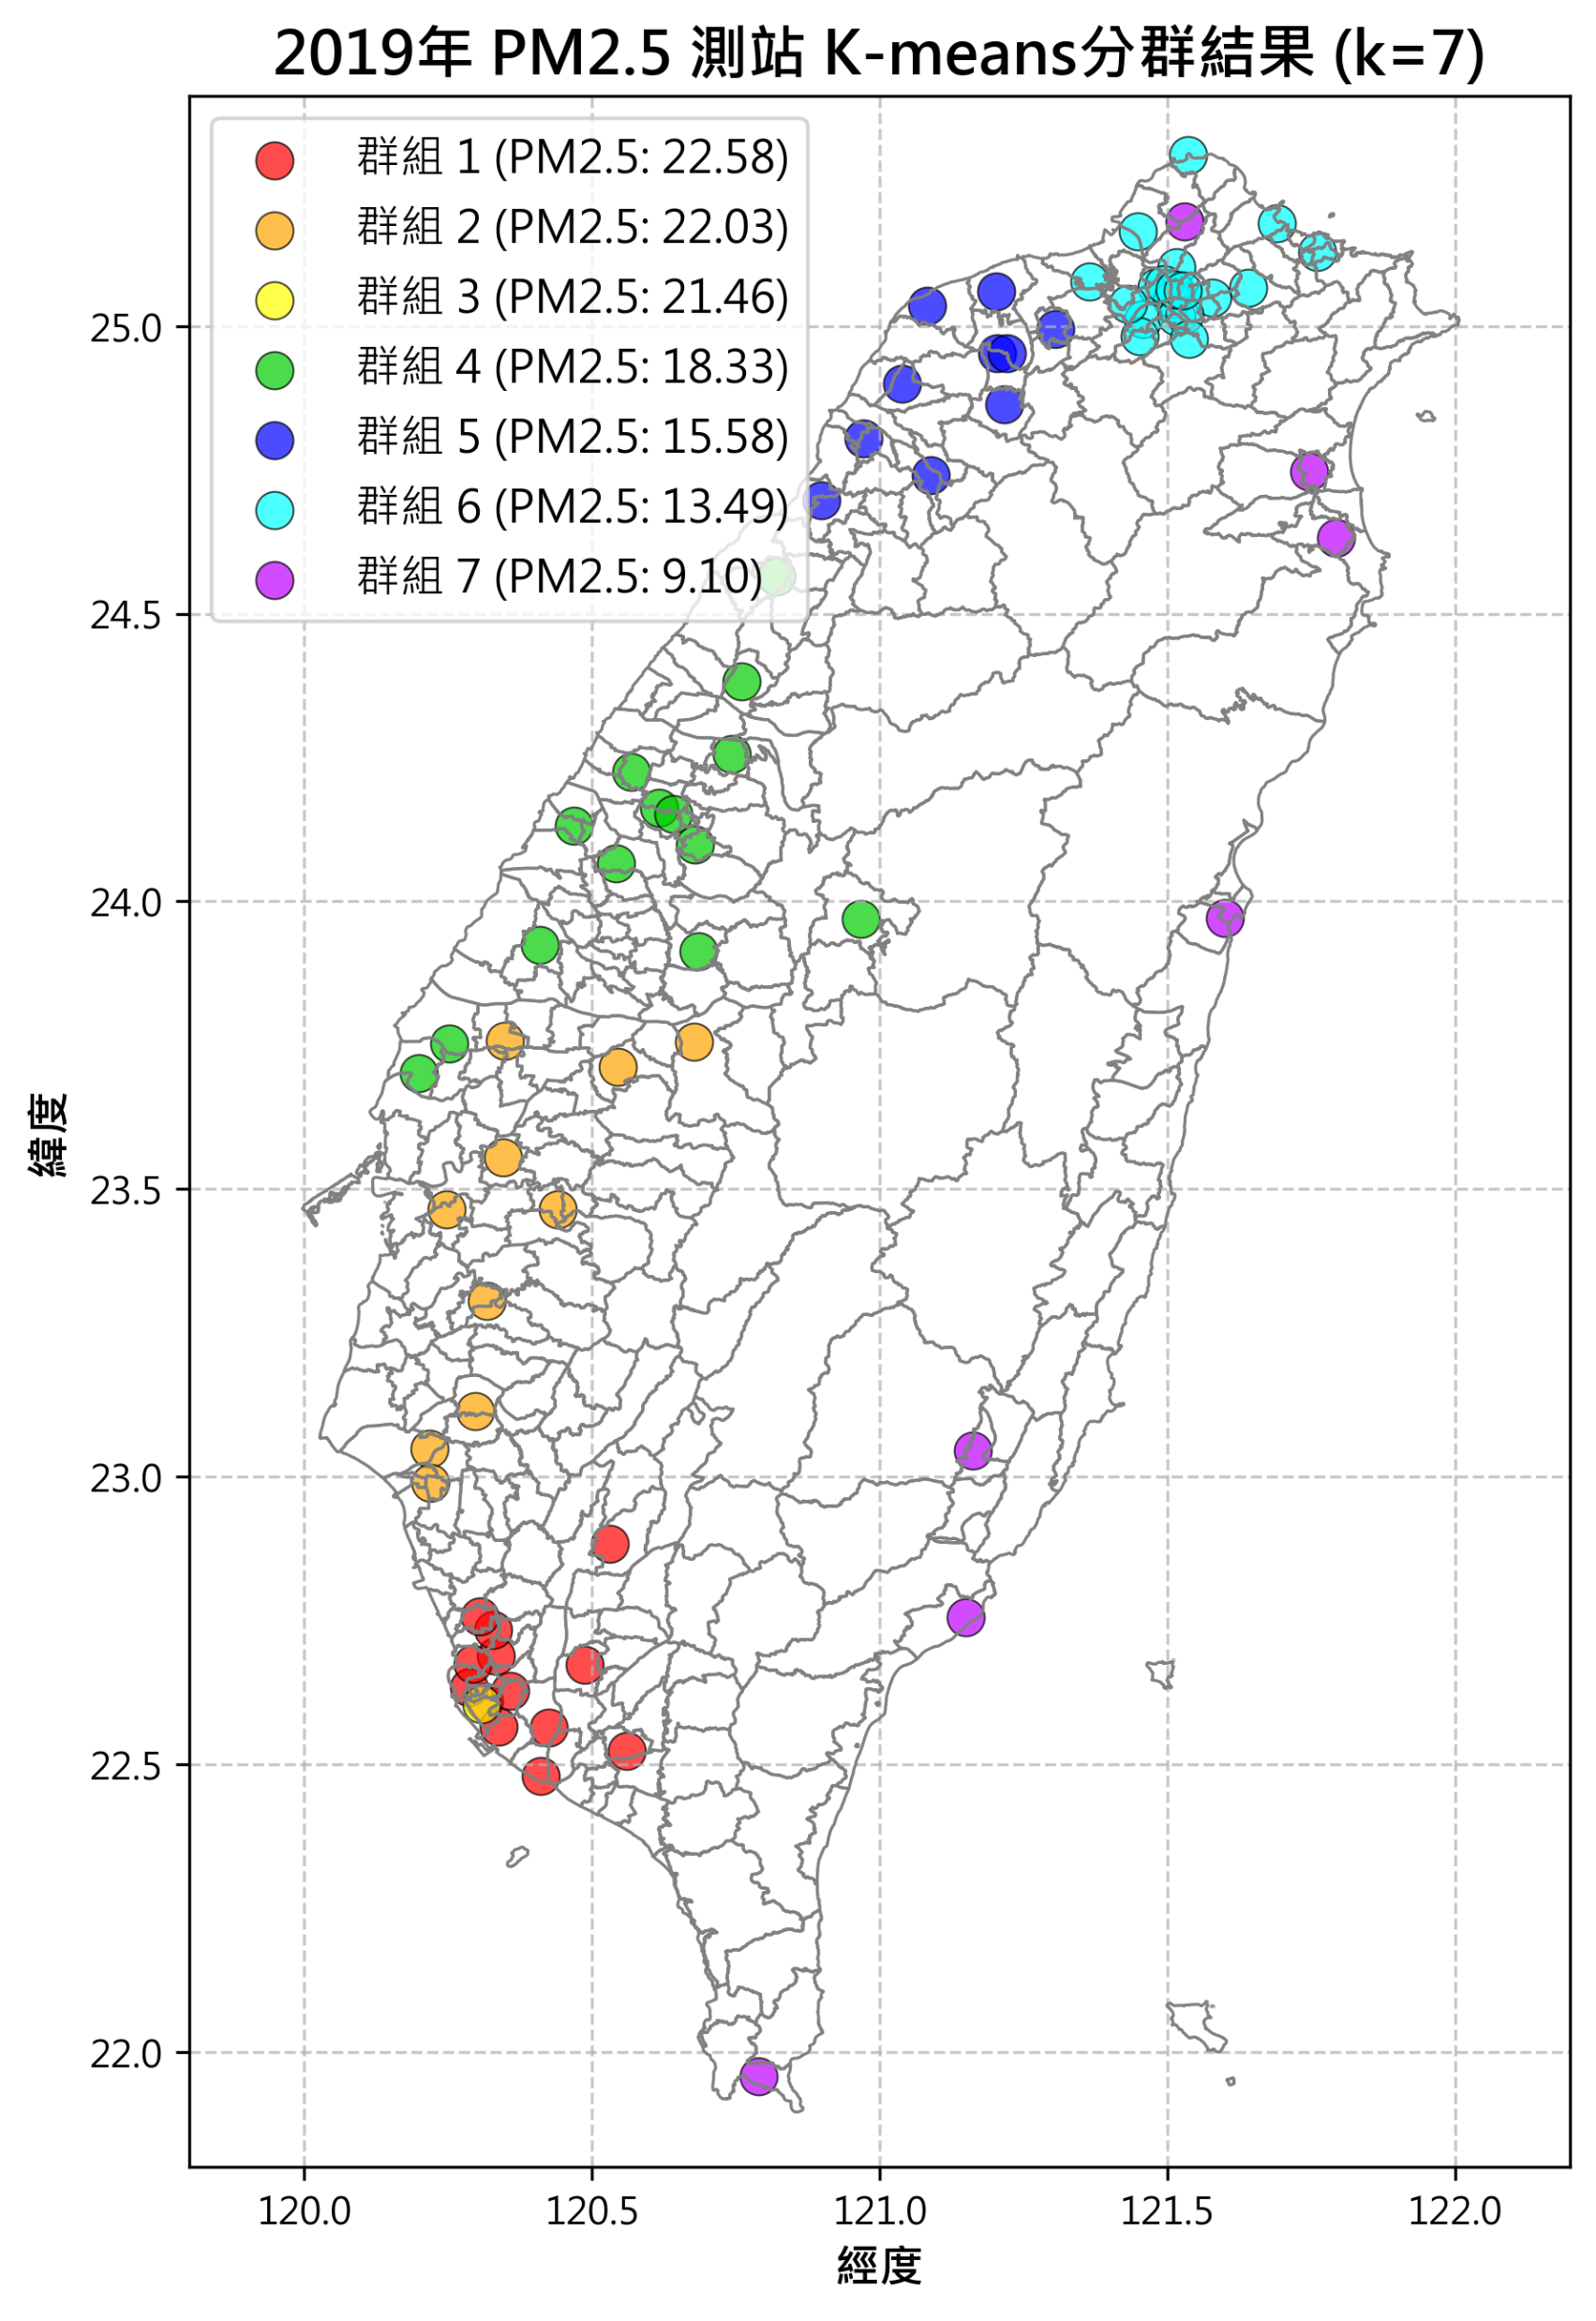 2019年 PM2.5 測站 K-means分群結果 (k=7)
群組 1 (PM2.5: 22.58)
群組 2 (PM2.5: 22.03)
群組 3 (PM2.5: 21.46)
群組 4 (PM2.5: 18.33)
群組 5 (PM2.5: 15.58)
群組 6 (PM2.5: 13.49)
群組 7 (PM2.5: 9.10)
25.0
24.5
24.0
23.5
23.0
22.5
22.0
緯度
120.0 120.5 121.0 121.5 122.0
經度